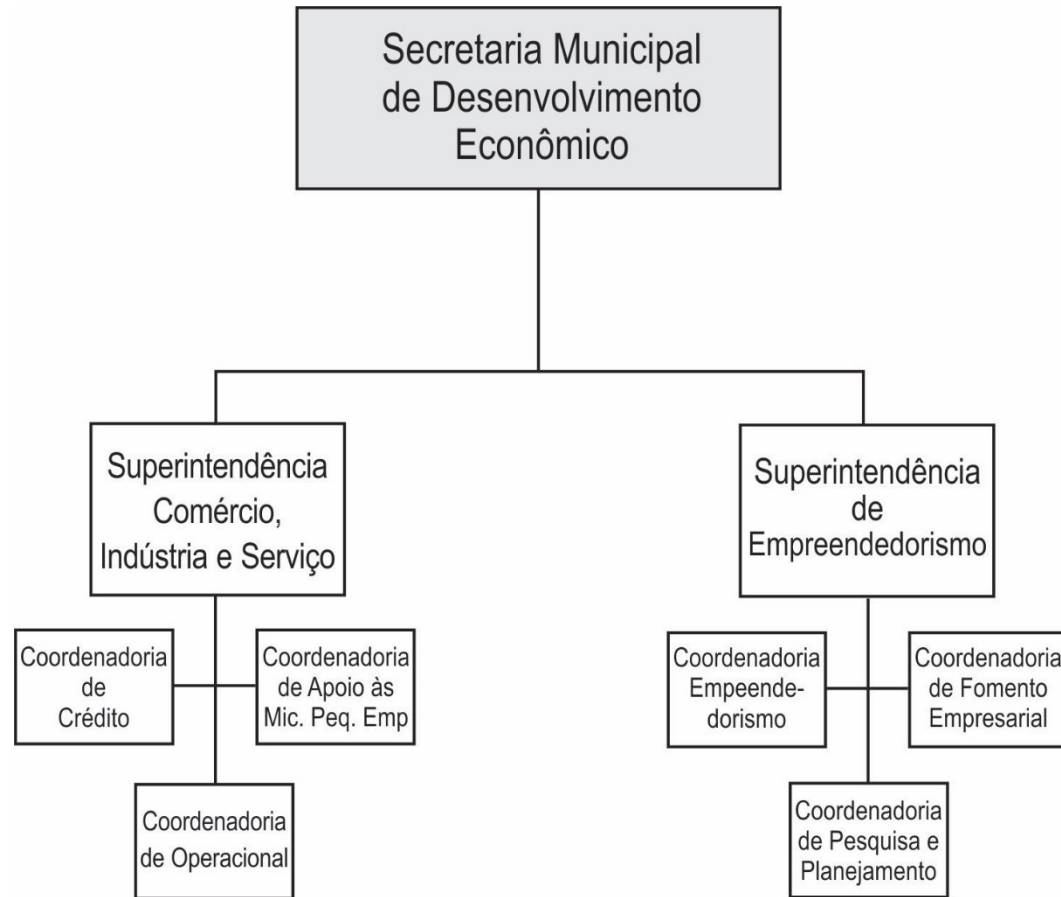 Secretaria Municipal
de Desenvolvimento
Econômico
Superintendência
Comércio,
Indústria e Serviço
Superintendência
de
Empreendedorismo
Coordenadoria
de
Crédito
Coordenadoria
de Apoio às
Mic. Peq. Emp
Coordenadoria
de Operacional
Coordenadoria
Empeende-
dorismo
Coordenadoria
de Fomento
Empresarial
Coordenadoria
de Pesquisa e
Planejamento